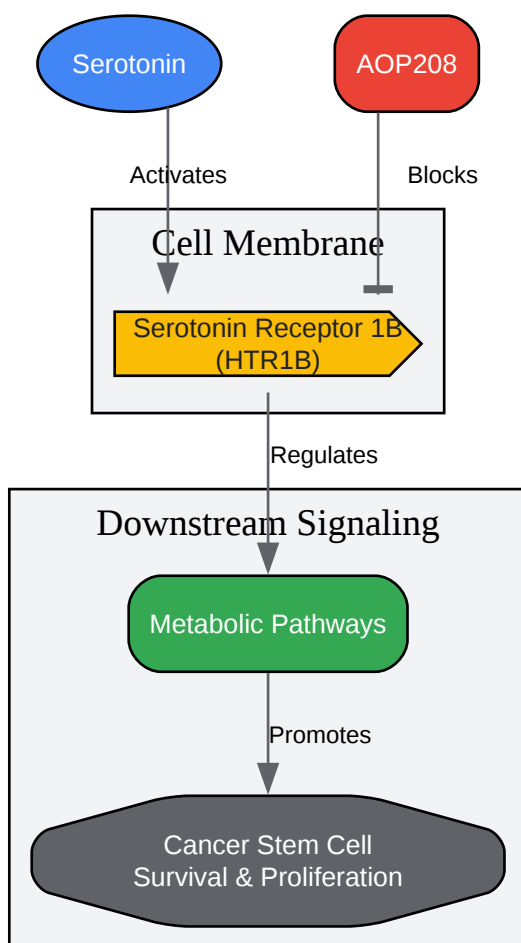 Serotonin
AOP208
Activates
Blocks
Cell Membrane
Serotonin Receptor 1B
(HTR1B)
Regulates
Downstream Signaling
Metabolic Pathways
Promotes
Cancer Stem Cell
Survival & Proliferation